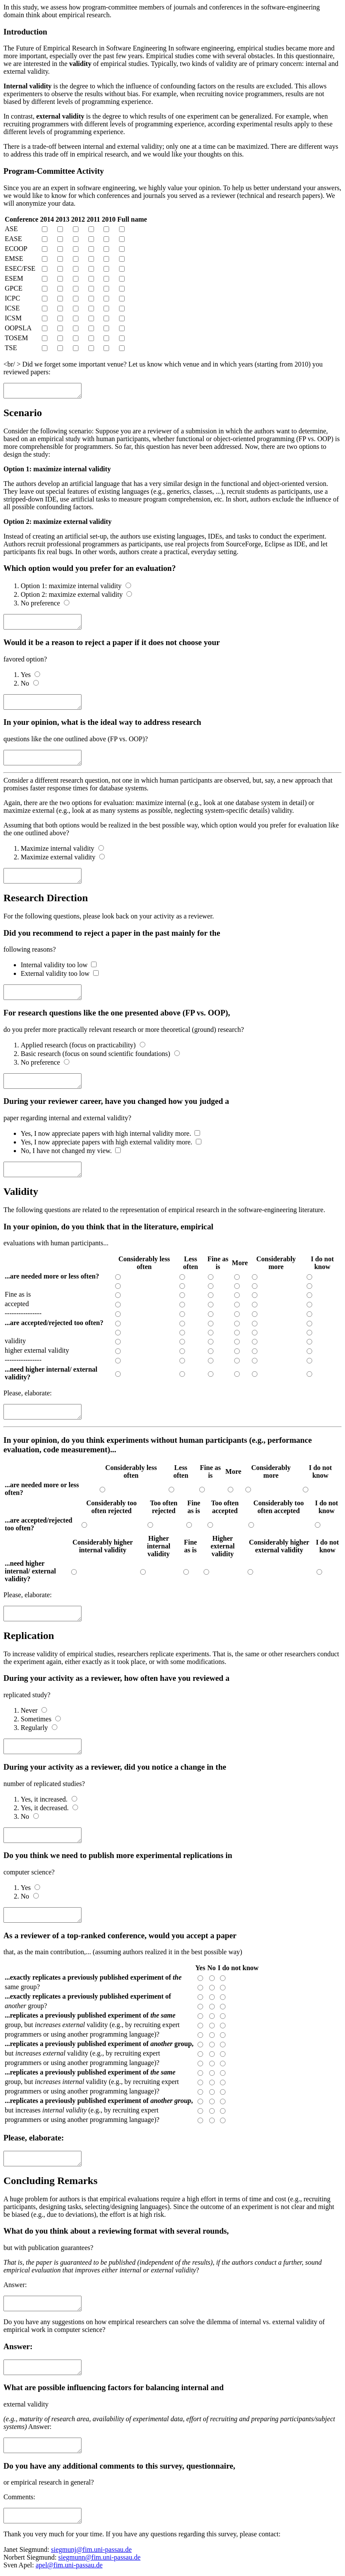 In this study, we assess how program-committee members of journals and conferences in the software-engineering
domain think about empirical research.
Introduction
The Future of Empirical Research in Software Engineering In software engineering, empirical studies became more and
more important, especially over the past few years. Empirical studies come with several obstacles. In this questionnaire,
we are interested in the validity of empirical studies. Typically, two kinds of validity are of primary concern: internal and
external validity.
Internal validity is the degree to which the influence of confounding factors on the results are excluded. This allows
experimenters to observe the results without bias. For example, when recruiting novice programmers, results are not
biased by different levels of programming experience.
In contrast, external validity is the degree to which results of one experiment can be generalized. For example, when
recruiting programmers with different levels of programming experience, according experimental results apply to these
different levels of programming experience.
There is a trade-off between internal and external validity; only one at a time can be maximized. There are different ways
to address this trade off in empirical research, and we would like your thoughts on this.
Program-Committee Activity
Since you are an expert in software engineering, we highly value your opinion. To help us better understand your answers,
we would like to know for which conferences and journals you served as a reviewer (technical and research papers). We
will anonymize your data.
Conference 2014 2013 2012 2011 2010 Full name
ASE
EASE
ECOOP
EMSE
ESEC/FSE
ESEM
GPCE
ICPC
ICSE
ICSM
OOPSLA
TOSEM
TSE
<br/ > Did we forget some important venue? Let us know which venue and in which years (starting from 2010) you
reviewed papers:
Scenario
Consider the following scenario: Suppose you are a reviewer of a submission in which the authors want to determine,
based on an empirical study with human participants, whether functional or object-oriented programming (FP vs. OOP) is
more comprehensible for programmers. So far, this question has never been addressed. Now, there are two options to
design the study:
Option 1: maximize internal validity
The authors develop an artificial language that has a very similar design in the functional and object-oriented version.
They leave out special features of existing languages (e.g., generics, classes, ...), recruit students as participants, use a
stripped-down IDE, use artificial tasks to measure program comprehension, etc. In short, authors exclude the influence of
all possible confounding factors.
Option 2: maximize external validity
Instead of creating an artificial set-up, the authors use existing languages, IDEs, and tasks to conduct the experiment.
Authors recruit professional programmers as participants, use real projects from SourceForge, Eclipse as IDE, and let
participants fix real bugs. In other words, authors create a practical, everyday setting.
Which option would you prefer for an evaluation?
1. Option 1: maximize internal validity
2. Option 2: maximize external validity
3. No preference
Would it be a reason to reject a paper if it does not choose your
favored option?
1. Yes
2. No
In your opinion, what is the ideal way to address research
questions like the one outlined above (FP vs. OOP)?
Consider a different research question, not one in which human participants are observed, but, say, a new approach that
promises faster response times for database systems.
Again, there are the two options for evaluation: maximize internal (e.g., look at one database system in detail) or
maximize external (e.g., look at as many systems as possible, neglecting system-specific details) validity.
Assuming that both options would be realized in the best possible way, which option would you prefer for evaluation like
the one outlined above?
1. Maximize internal validity
2. Maximize external validity
Research Direction
For the following questions, please look back on your activity as a reviewer.
Did you recommend to reject a paper in the past mainly for the
following reasons?
• Internal validity too low
• External validity too low
For research questions like the one presented above (FP vs. OOP),
do you prefer more practically relevant research or more theoretical (ground) research?
1. Applied research (focus on practicability)
2. Basic research (focus on sound scientific foundations)
3. No preference
During your reviewer career, have you changed how you judged a
paper regarding internal and external validity?
• Yes, I now appreciate papers with high internal validity more.
• Yes, I now appreciate papers with high external validity more.
• No, I have not changed my view.
Validity
The following questions are related to the representation of empirical research in the software-engineering literature.
In your opinion, do you think that in the literature, empirical
evaluations with human participants...
Considerably less often Less often Fine as is More Considerably more I do not know
...are needed more or less often?
Fine as is
accepted
----------------
...are accepted/rejected too often?
validity
higher external validity
----------------
...need higher internal/ external validity?
Please, elaborate:
In your opinion, do you think experiments without human participants (e.g., performance
evaluation, code measurement)...
Considerably less often Less often Fine as is More Considerably more I do not know
...are needed more or less often?
Considerably too often rejected Too often rejected Fine as is Too often accepted Considerably too often accepted I do not know
...are accepted/rejected too often?
Considerably higher internal validity Higher internal validity Fine as is Higher external validity Considerably higher external validity I do not know
...need higher internal/ external validity?
Please, elaborate:
Replication
To increase validity of empirical studies, researchers replicate experiments. That is, the same or other researchers conduct
the experiment again, either exactly as it took place, or with some modifications.
During your activity as a reviewer, how often have you reviewed a
replicated study?
1. Never
2. Sometimes
3. Regularly
During your activity as a reviewer, did you notice a change in the
number of replicated studies?
1. Yes, it increased.
2. Yes, it decreased.
3. No
Do you think we need to publish more experimental replications in
computer science?
1. Yes
2. No
As a reviewer of a top-ranked conference, would you accept a paper
that, as the main contribution,... (assuming authors realized it in the best possible way)
Yes No I do not know
...exactly replicates a previously published experiment of the
same group?
...exactly replicates a previously published experiment of
another group?
...replicates a previously published experiment of the same
group, but increases external validity (e.g., by recruiting expert
programmers or using another programming language)?
...replicates a previously published experiment of another group,
but increases external validity (e.g., by recruiting expert
programmers or using another programming language)?
...replicates a previously published experiment of the same
group, but increases internal validity (e.g., by recruiting expert
programmers or using another programming language)?
...replicates a previously published experiment of another group,
but increases internal validity (e.g., by recruiting expert
programmers or using another programming language)?
Please, elaborate:
Concluding Remarks
A huge problem for authors is that empirical evaluations require a high effort in terms of time and cost (e.g., recruiting
participants, designing tasks, selecting/designing languages). Since the outcome of an experiment is not clear and might
be biased (e.g., due to deviations), the effort is at high risk.
What do you think about a reviewing format with several rounds,
but with publication guarantees?
That is, the paper is guaranteed to be published (independent of the results), if the authors conduct a further, sound
empirical evaluation that improves either internal or external validity?
Answer:
Do you have any suggestions on how empirical researchers can solve the dilemma of internal vs. external validity of
empirical work in computer science?
Answer:
What are possible influencing factors for balancing internal and
external validity
(e.g., maturity of research area, availability of experimental data, effort of recruiting and preparing participants/subject
systems) Answer:
Do you have any additional comments to this survey, questionnaire,
or empirical research in general?
Comments:
Thank you very much for your time. If you have any questions regarding this survey, please contact:
Janet Siegmund: siegmunj@fim.uni-passau.de
Norbert Siegmund: siegmunn@fim.uni-passau.de
Sven Apel: apel@fim.uni-passau.de